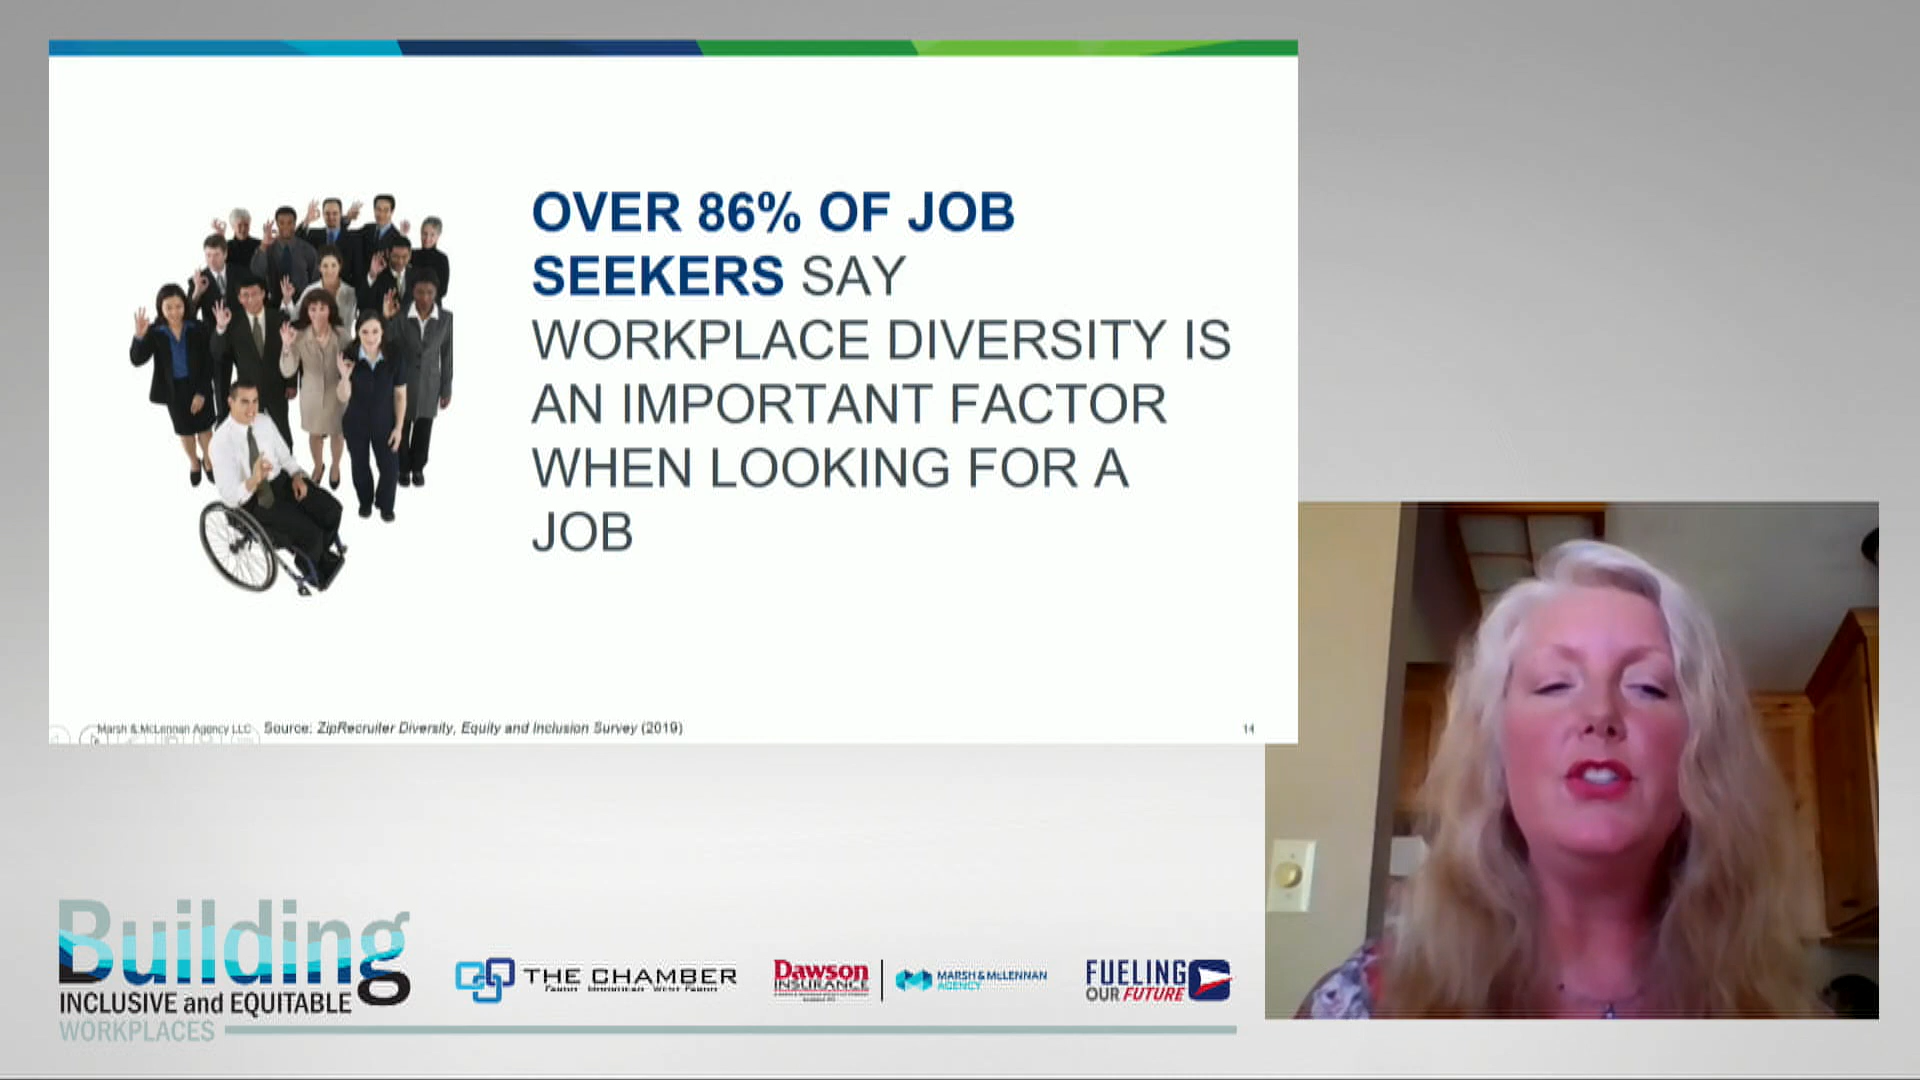 OVER 86% OF JOB
SEEKERS SAY
WORKPLACE DIVERSITY IS
AN IMPORTANT FACTOR
WHEN LOOKING FOR A
JOB
Marsh & McLennan Agency LLC Source: ZipRecruiter Diversity, Equity and Inclusion Survey (2019)
14
Building
INCLUSIVE and EQUITABLE
WORKPLACES
THE CHAMBER
Dawson
INSURANCE
MARSH & McLENNAN
AGENCY
FUELING
OUR FUTURE